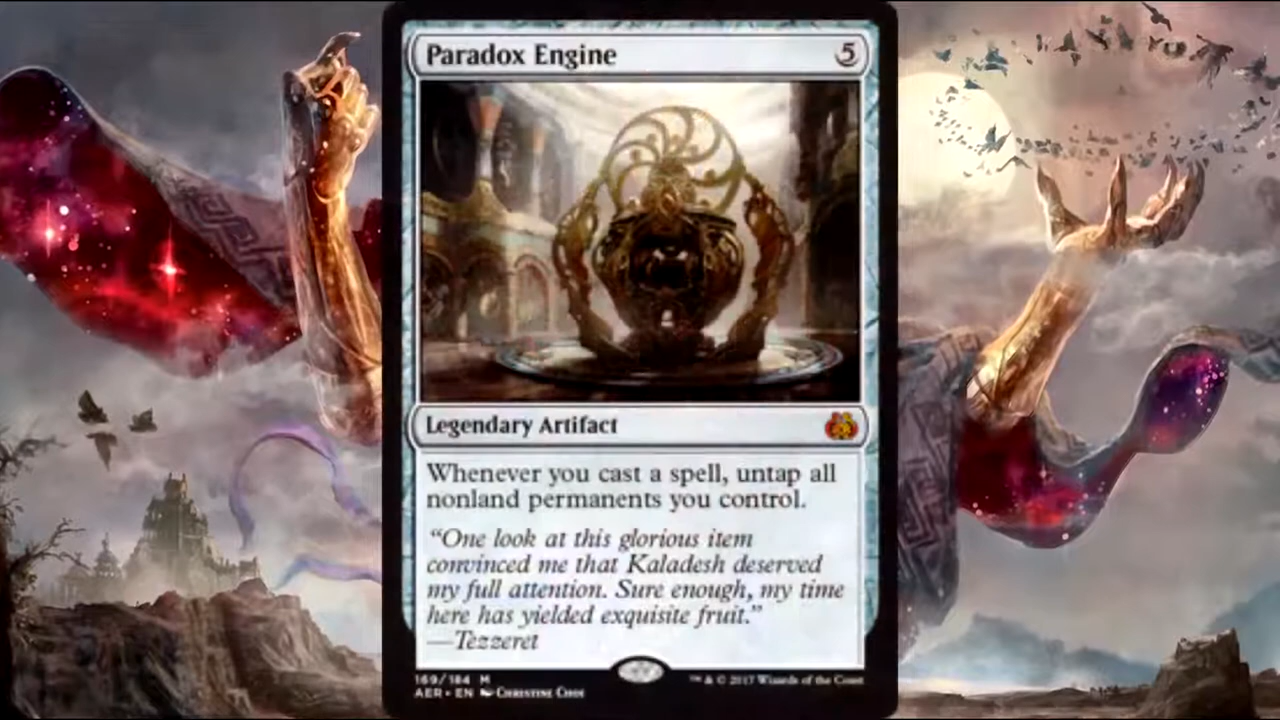 Paradox Engine 5
Legendary Artifact
Whenever you cast a spell, untap all
nonland permanents you control.
“One look at this glorious item
convinced me that Kaladesh deserved
my full attention. Sure enough, my time
here has yielded exquisite fruit.”
—Tezzeret
169/184 M
™ & © 2017 Wizards of the Coast
AER • EN Christine Choi